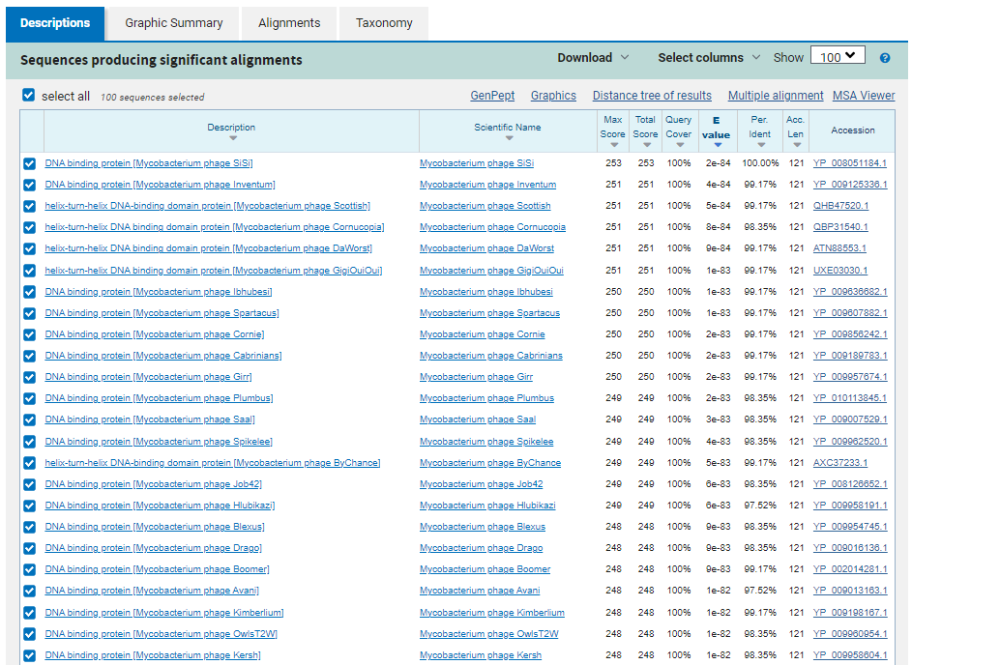 Descriptions Graphic Summary Alignments Taxonomy
Sequences producing significant alignments Download Select columns Show 100 ?
select all 100 sequences selected GenPept Graphics Distance tree of results Multiple alignment MSA Viewer
Description Scientific Name Max Score Total Score Query Cover E value Per. Ident Acc. Len Accession
DNA binding protein [Mycobacterium phage SiSi] Mycobacterium phage SiSi 253 253 100% 2e-84 100.00% 121 YP_008051184.1
DNA binding protein [Mycobacterium phage Inventum] Mycobacterium phage Inventum 251 251 100% 4e-84 99.17% 121 YP_009125336.1
helix-turn-helix DNA-binding domain protein [Mycobacterium phage Scottish] Mycobacterium phage Scottish 251 251 100% 5e-84 99.17% 121 QHB47520.1
helix-turn-helix DNA binding domain protein [Mycobacterium phage Cornucopia] Mycobacterium phage Cornucopia 251 251 100% 8e-84 98.35% 121 QBP31540.1
helix-turn-helix DNA binding domain protein [Mycobacterium phage DaWorst] Mycobacterium phage DaWorst 251 251 100% 9e-84 99.17% 121 ATN88553.1
helix-turn-helix DNA binding domain protein [Mycobacterium phage GigiOuiOui] Mycobacterium phage GigiOuiOui 251 251 100% 1e-83 99.17% 121 UXE03030.1
DNA binding protein [Mycobacterium phage Ibhubesi] Mycobacterium phage Ibhubesi 250 250 100% 1e-83 99.17% 121 YP_009636682.1
DNA binding protein [Mycobacterium phage Spartacus] Mycobacterium phage Spartacus 250 250 100% 1e-83 99.17% 121 YP_009607882.1
DNA binding protein [Mycobacterium phage Cornie] Mycobacterium phage Cornie 250 250 100% 2e-83 99.17% 121 YP_009856242.1
DNA binding protein [Mycobacterium phage Cabrinians] Mycobacterium phage Cabrinians 250 250 100% 2e-83 99.17% 121 YP_009189783.1
DNA binding protein [Mycobacterium phage Girr] Mycobacterium phage Girr 250 250 100% 2e-83 99.17% 121 YP_009957674.1
DNA binding protein [Mycobacterium phage Plumbus] Mycobacterium phage Plumbus 249 249 100% 2e-83 98.35% 121 YP_010113845.1
DNA binding protein [Mycobacterium phage Saal] Mycobacterium phage Saal 249 249 100% 3e-83 98.35% 121 YP_009007529.1
DNA binding protein [Mycobacterium phage Spikelee] Mycobacterium phage Spikelee 249 249 100% 4e-83 98.35% 121 YP_009962520.1
helix-turn-helix DNA-binding domain protein [Mycobacterium phage ByChance] Mycobacterium phage ByChance 249 249 100% 5e-83 99.17% 121 AXC37233.1
DNA binding protein [Mycobacterium phage Job42] Mycobacterium phage Job42 249 249 100% 6e-83 98.35% 121 YP_008126652.1
DNA binding protein [Mycobacterium phage Hlubikazi] Mycobacterium phage Hlubikazi 249 249 100% 6e-83 97.52% 121 YP_009958191.1
DNA binding protein [Mycobacterium phage Blexus] Mycobacterium phage Blexus 248 248 100% 9e-83 98.35% 121 YP_009954745.1
DNA binding protein [Mycobacterium phage Drago] Mycobacterium phage Drago 248 248 100% 9e-83 98.35% 121 YP_009016136.1
DNA binding protein [Mycobacterium phage Boomer] Mycobacterium phage Boomer 248 248 100% 9e-83 99.17% 121 YP_002014281.1
DNA binding protein [Mycobacterium phage Avani] Mycobacterium phage Avani 248 248 100% 1e-82 97.52% 121 YP_009013163.1
DNA binding protein [Mycobacterium phage Kimberlium] Mycobacterium phage Kimberlium 248 248 100% 1e-82 99.17% 121 YP_009198167.1
DNA binding protein [Mycobacterium phage OwlsT2W] Mycobacterium phage OwlsT2W 248 248 100% 1e-82 98.35% 121 YP_009960954.1
DNA binding protein [Mycobacterium phage Kersh] Mycobacterium phage Kersh 248 248 100% 1e-82 98.35% 121 YP_009958604.1